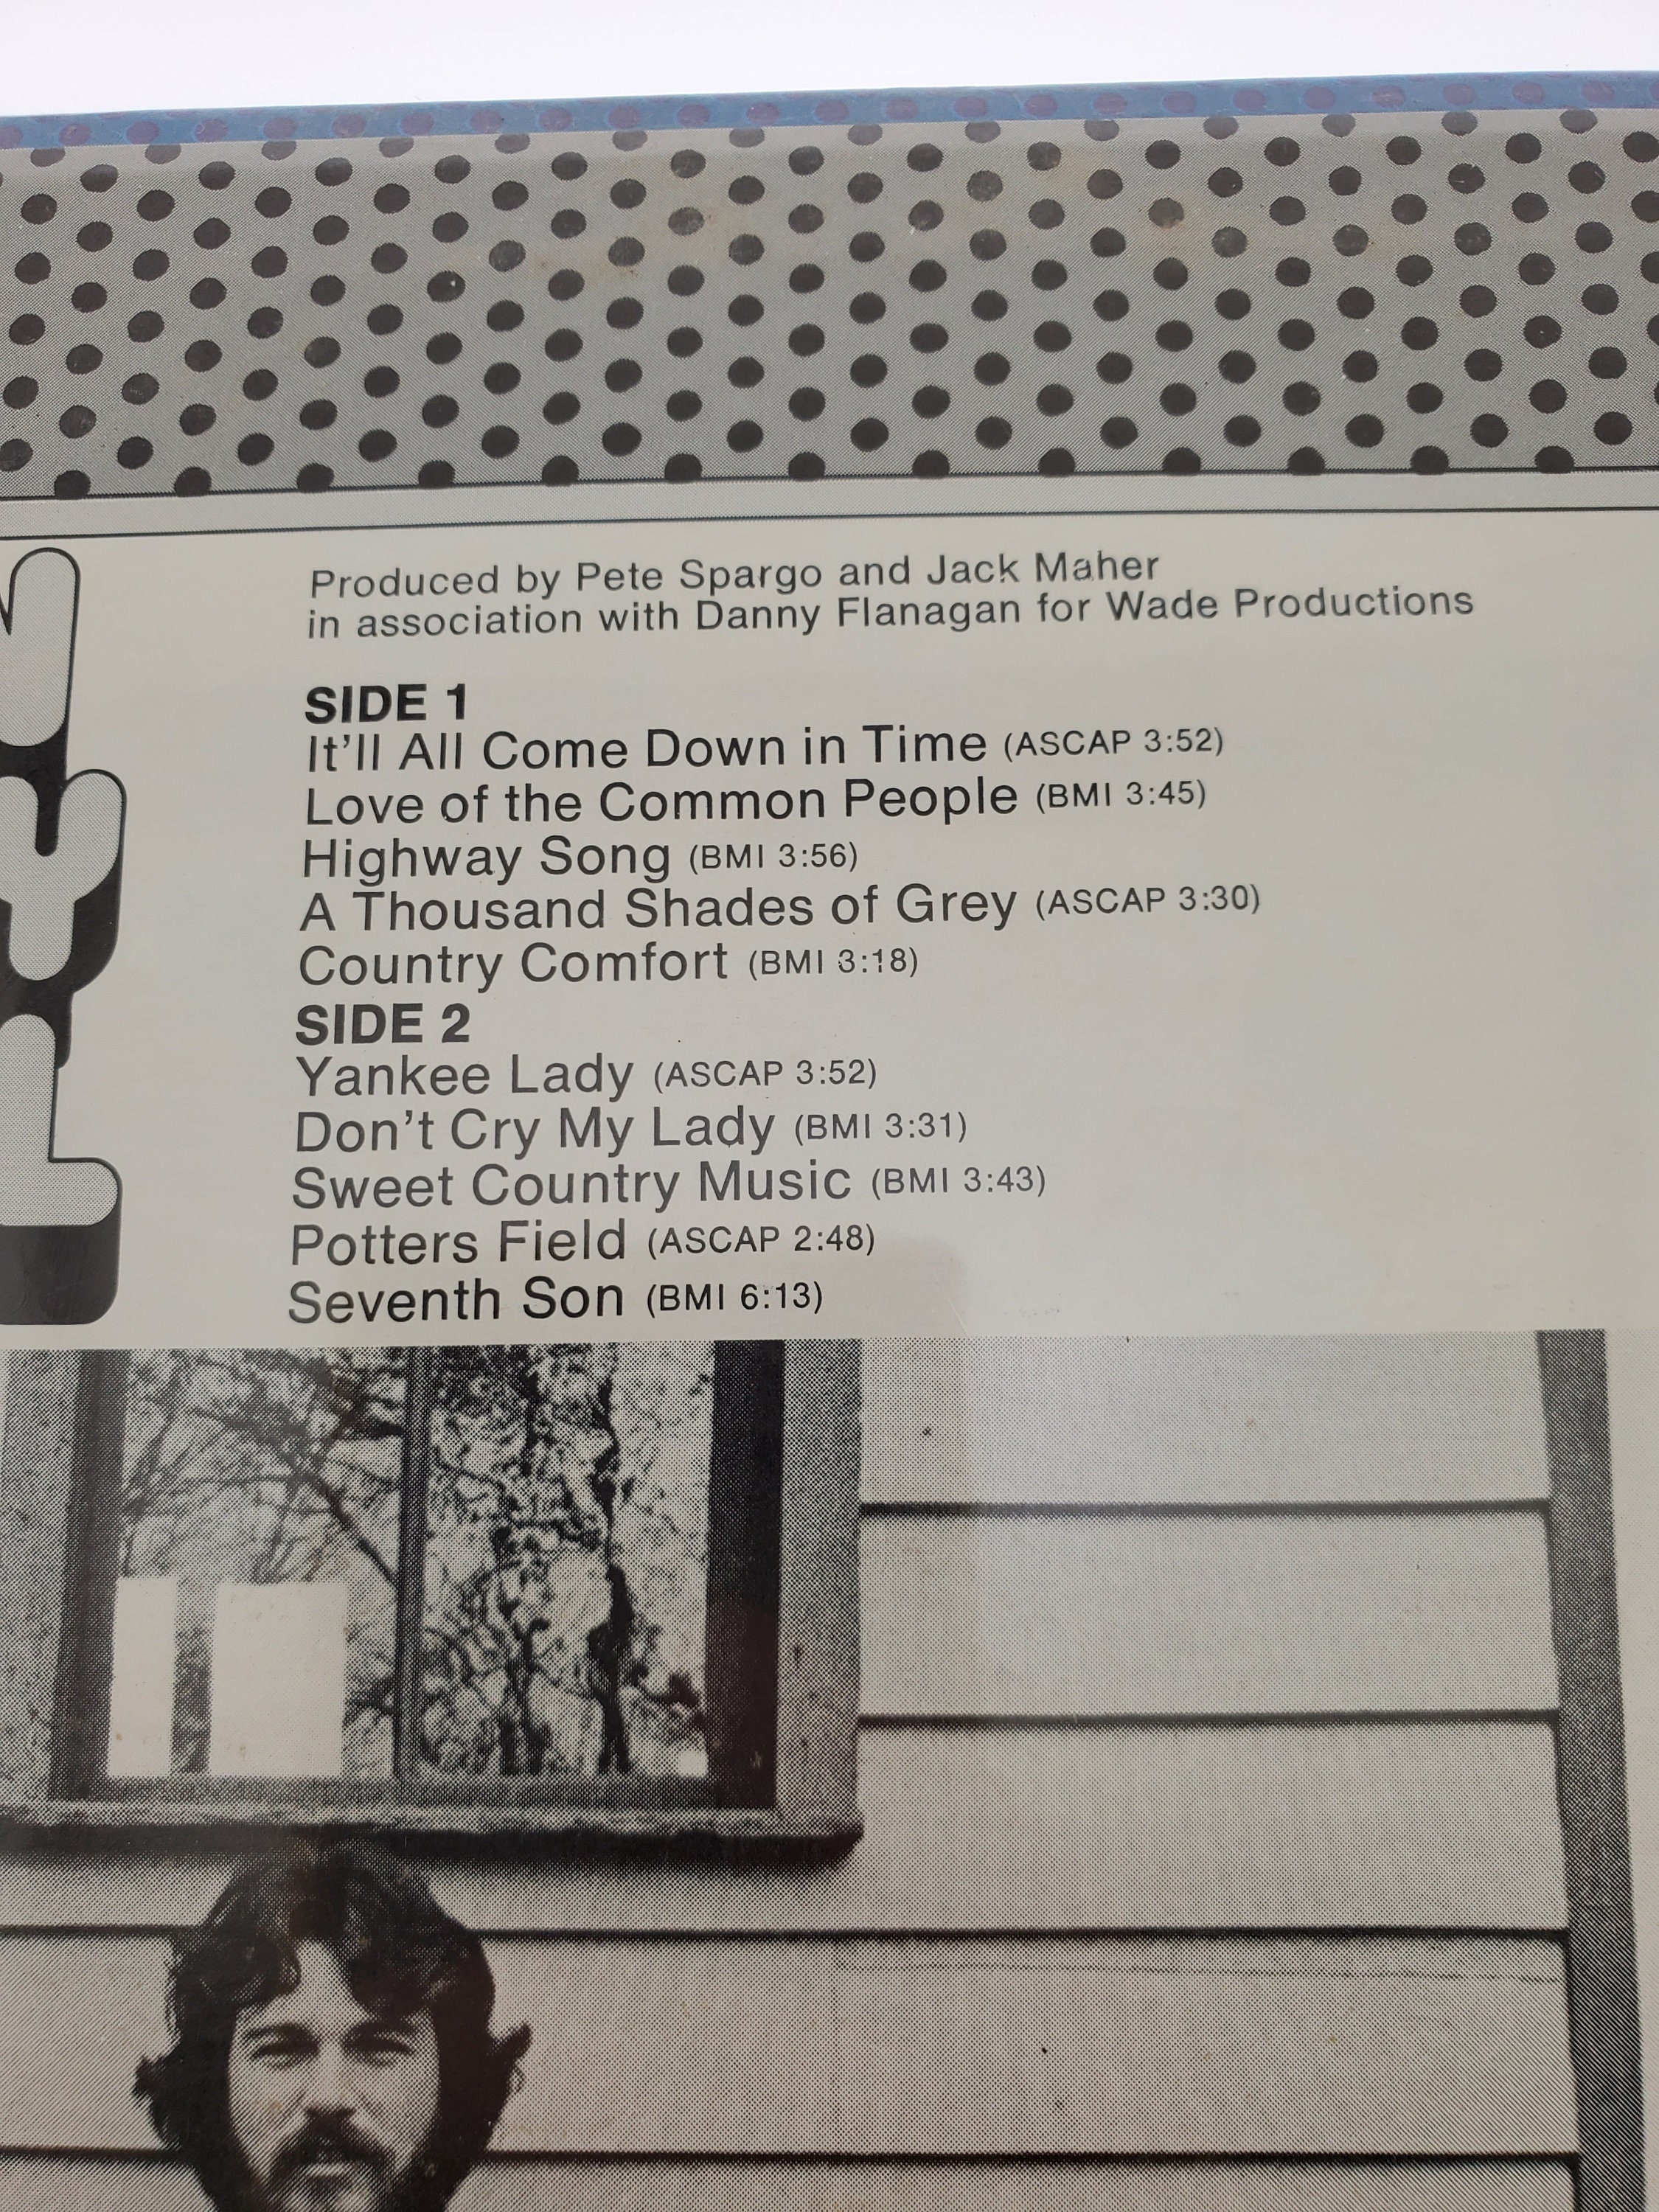 Produced by Pete Spargo and Jack Maher
in association with Danny Flanagan for Wade Productions
SIDE 1
It'll All Come Down in Time (ASCAP 3:52)
Love of the Common People (BMI 3:45)
Highway Song (BMI 3:56)
A Thousand Shades of Grey (ASCAP 3:30)
Country Comfort (BMI 3:18)
SIDE 2
Yankee Lady (ASCAP 3:52)
Don't Cry My Lady (BMI 3:31)
Sweet Country Music (BMI 3:43)
Potters Field (ASCAP 2:48)
Seventh Son (BMI 6:13)